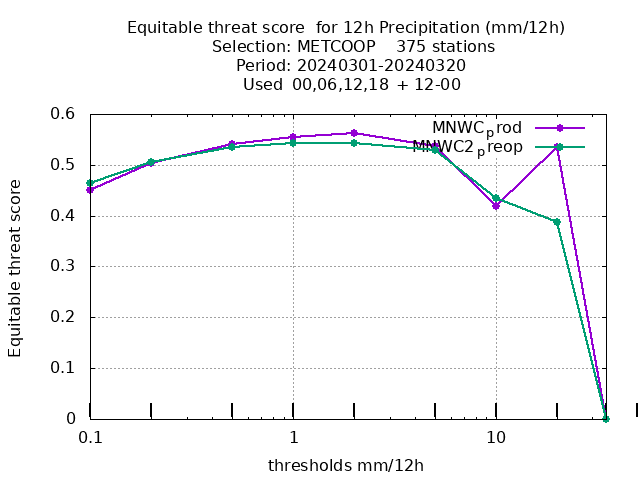 Equitable threat score  for 12h Precipitation (mm/12h)
Selection: METCOOP    375 stations
Period: 20240301-20240320
Used  00,06,12,18  + 12-00
0.6
MNWCprod
MNWC2preop
0.5
0.4
0.3
0.2
0.1
0
Equitable threat score
0.1
1
10
thresholds mm/12h